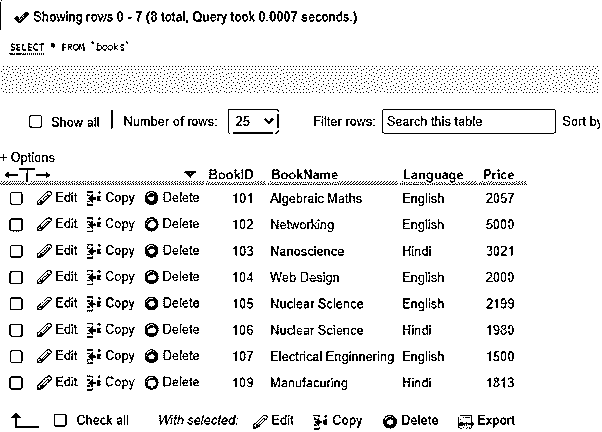 Showing rows 0 - 7 (8 total, Query took 0.0007 seconds.)
SELECT * FROM `books`
Show all | Number of rows: 25 Filter rows: Search this table Sort by
+ Options
←T→ ▼ BookID BookName Language Price
Edit Copy Delete 101 Algebraic Maths English 2057
Edit Copy Delete 102 Networking English 5000
Edit Copy Delete 103 Nanoscience Hindi 3021
Edit Copy Delete 104 Web Design English 2000
Edit Copy Delete 105 Nuclear Science English 2199
Edit Copy Delete 106 Nuclear Science Hindi 1980
Edit Copy Delete 107 Electrical Enginnering English 1500
Edit Copy Delete 109 Manufacuring Hindi 1813
Check all With selected: Edit Copy Delete Export